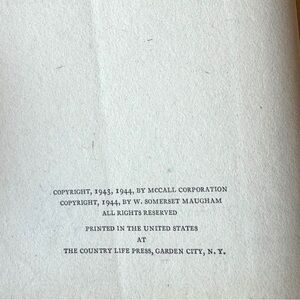 COPYRIGHT, 1943, 1944, BY MCCALL CORPORATION
COPYRIGHT, 1944, BY W. SOMERSET MAUGHAM
ALL RIGHTS RESERVED
PRINTED IN THE UNITED STATES
AT
THE COUNTRY LIFE PRESS, GARDEN CITY, N. Y.